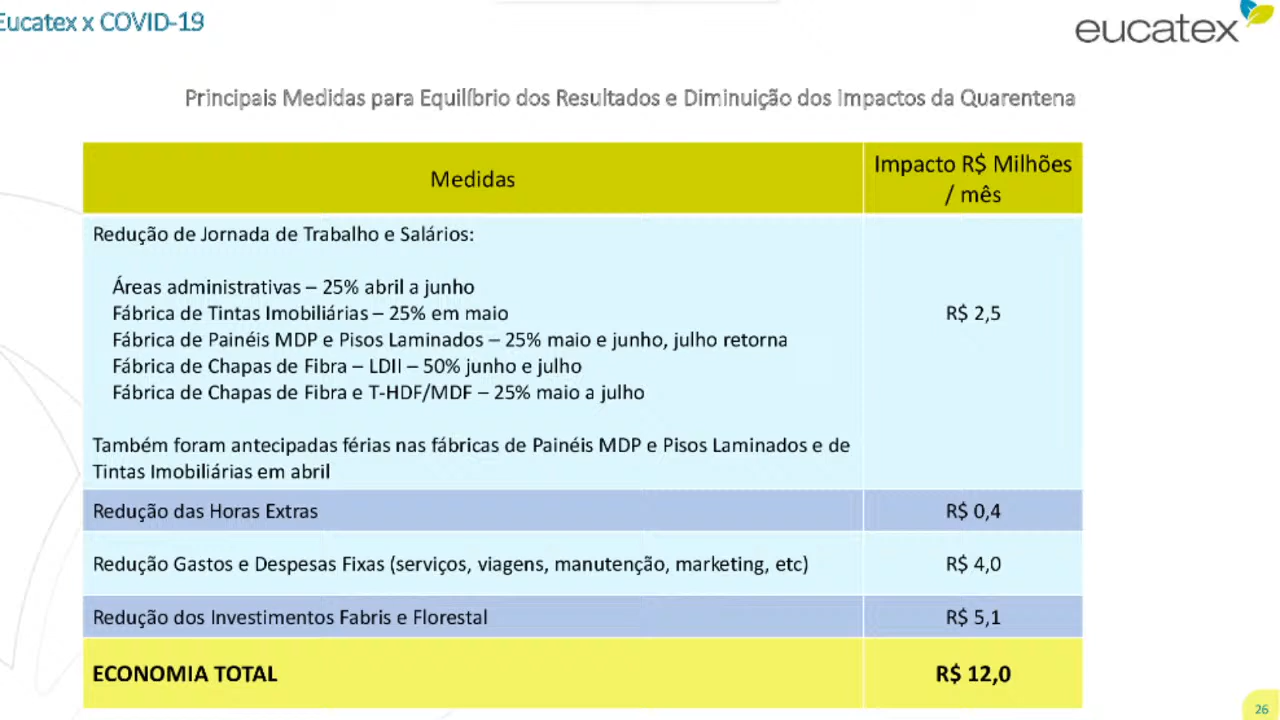 Eucatex x COVID-19
eucatex
Principais Medidas para Equilíbrio dos Resultados e Diminuição dos Impactos da Quarentena
Medidas
Impacto R$ Milhões
/ mês
Redução de Jornada de Trabalho e Salários:
Áreas administrativas – 25% abril a junho
Fábrica de Tintas Imobiliárias – 25% em maio
R$ 2,5
Fábrica de Painéis MDP e Pisos Laminados – 25% maio e junho, julho retorna
Fábrica de Chapas de Fibra – LDII – 50% junho e julho
Fábrica de Chapas de Fibra e T-HDF/MDF – 25% maio a julho
Também foram antecipadas férias nas fábricas de Painéis MDP e Pisos Laminados e de
Tintas Imobiliárias em abril
Redução das Horas Extras
R$ 0,4
Redução Gastos e Despesas Fixas (serviços, viagens, manutenção, marketing, etc)
R$ 4,0
Redução dos Investimentos Fabris e Florestal
R$ 5,1
ECONOMIA TOTAL
R$ 12,0
26